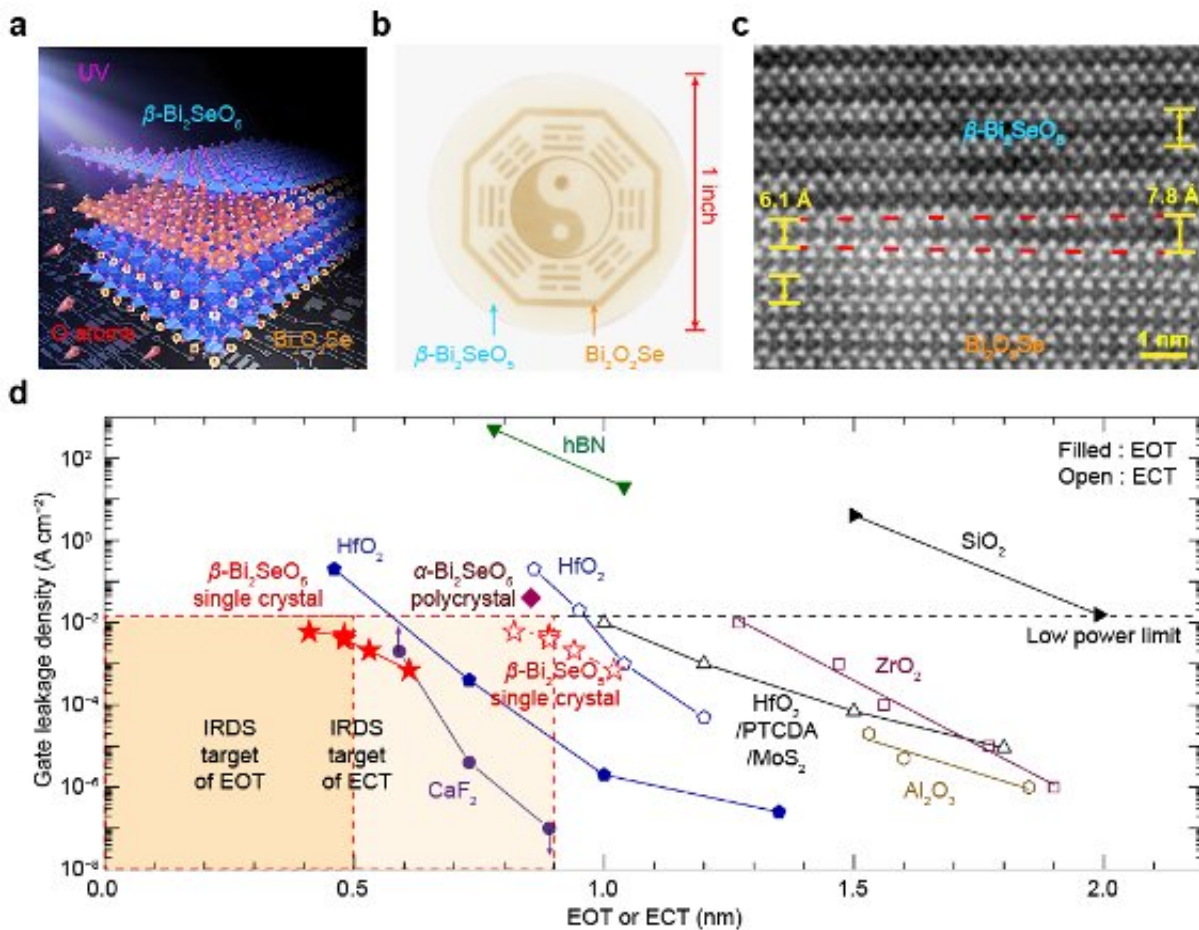 a
UV
β-Bi₂SeO₅
O atoms
Bi₂O₂Se
b
1 inch
β-Bi₂SeO₅
Bi₂O₂Se
c
β-Bi₂SeO₅
6.1 Å
7.8 Å
Bi₂O₂Se
1 nm
d
Gate leakage density (A cm⁻²)
10²
10⁰
10⁻²
10⁻⁴
10⁻⁶
10⁻⁸
hBN
Filled : EOT
Open : ECT
SiO₂
HfO₂
β-Bi₂SeO₅
single crystal
α-Bi₂SeO₅
polycrystal
HfO₂
Low power limit
β-Bi₂SeO₅
single crystal
ZrO₂
HfO₂
/PTCDA
/MoS₂
IRDS
target
of EOT
IRDS
target
of ECT
CaF₂
Al₂O₃
0.0
0.5
1.0
1.5
2.0
EOT or ECT (nm)